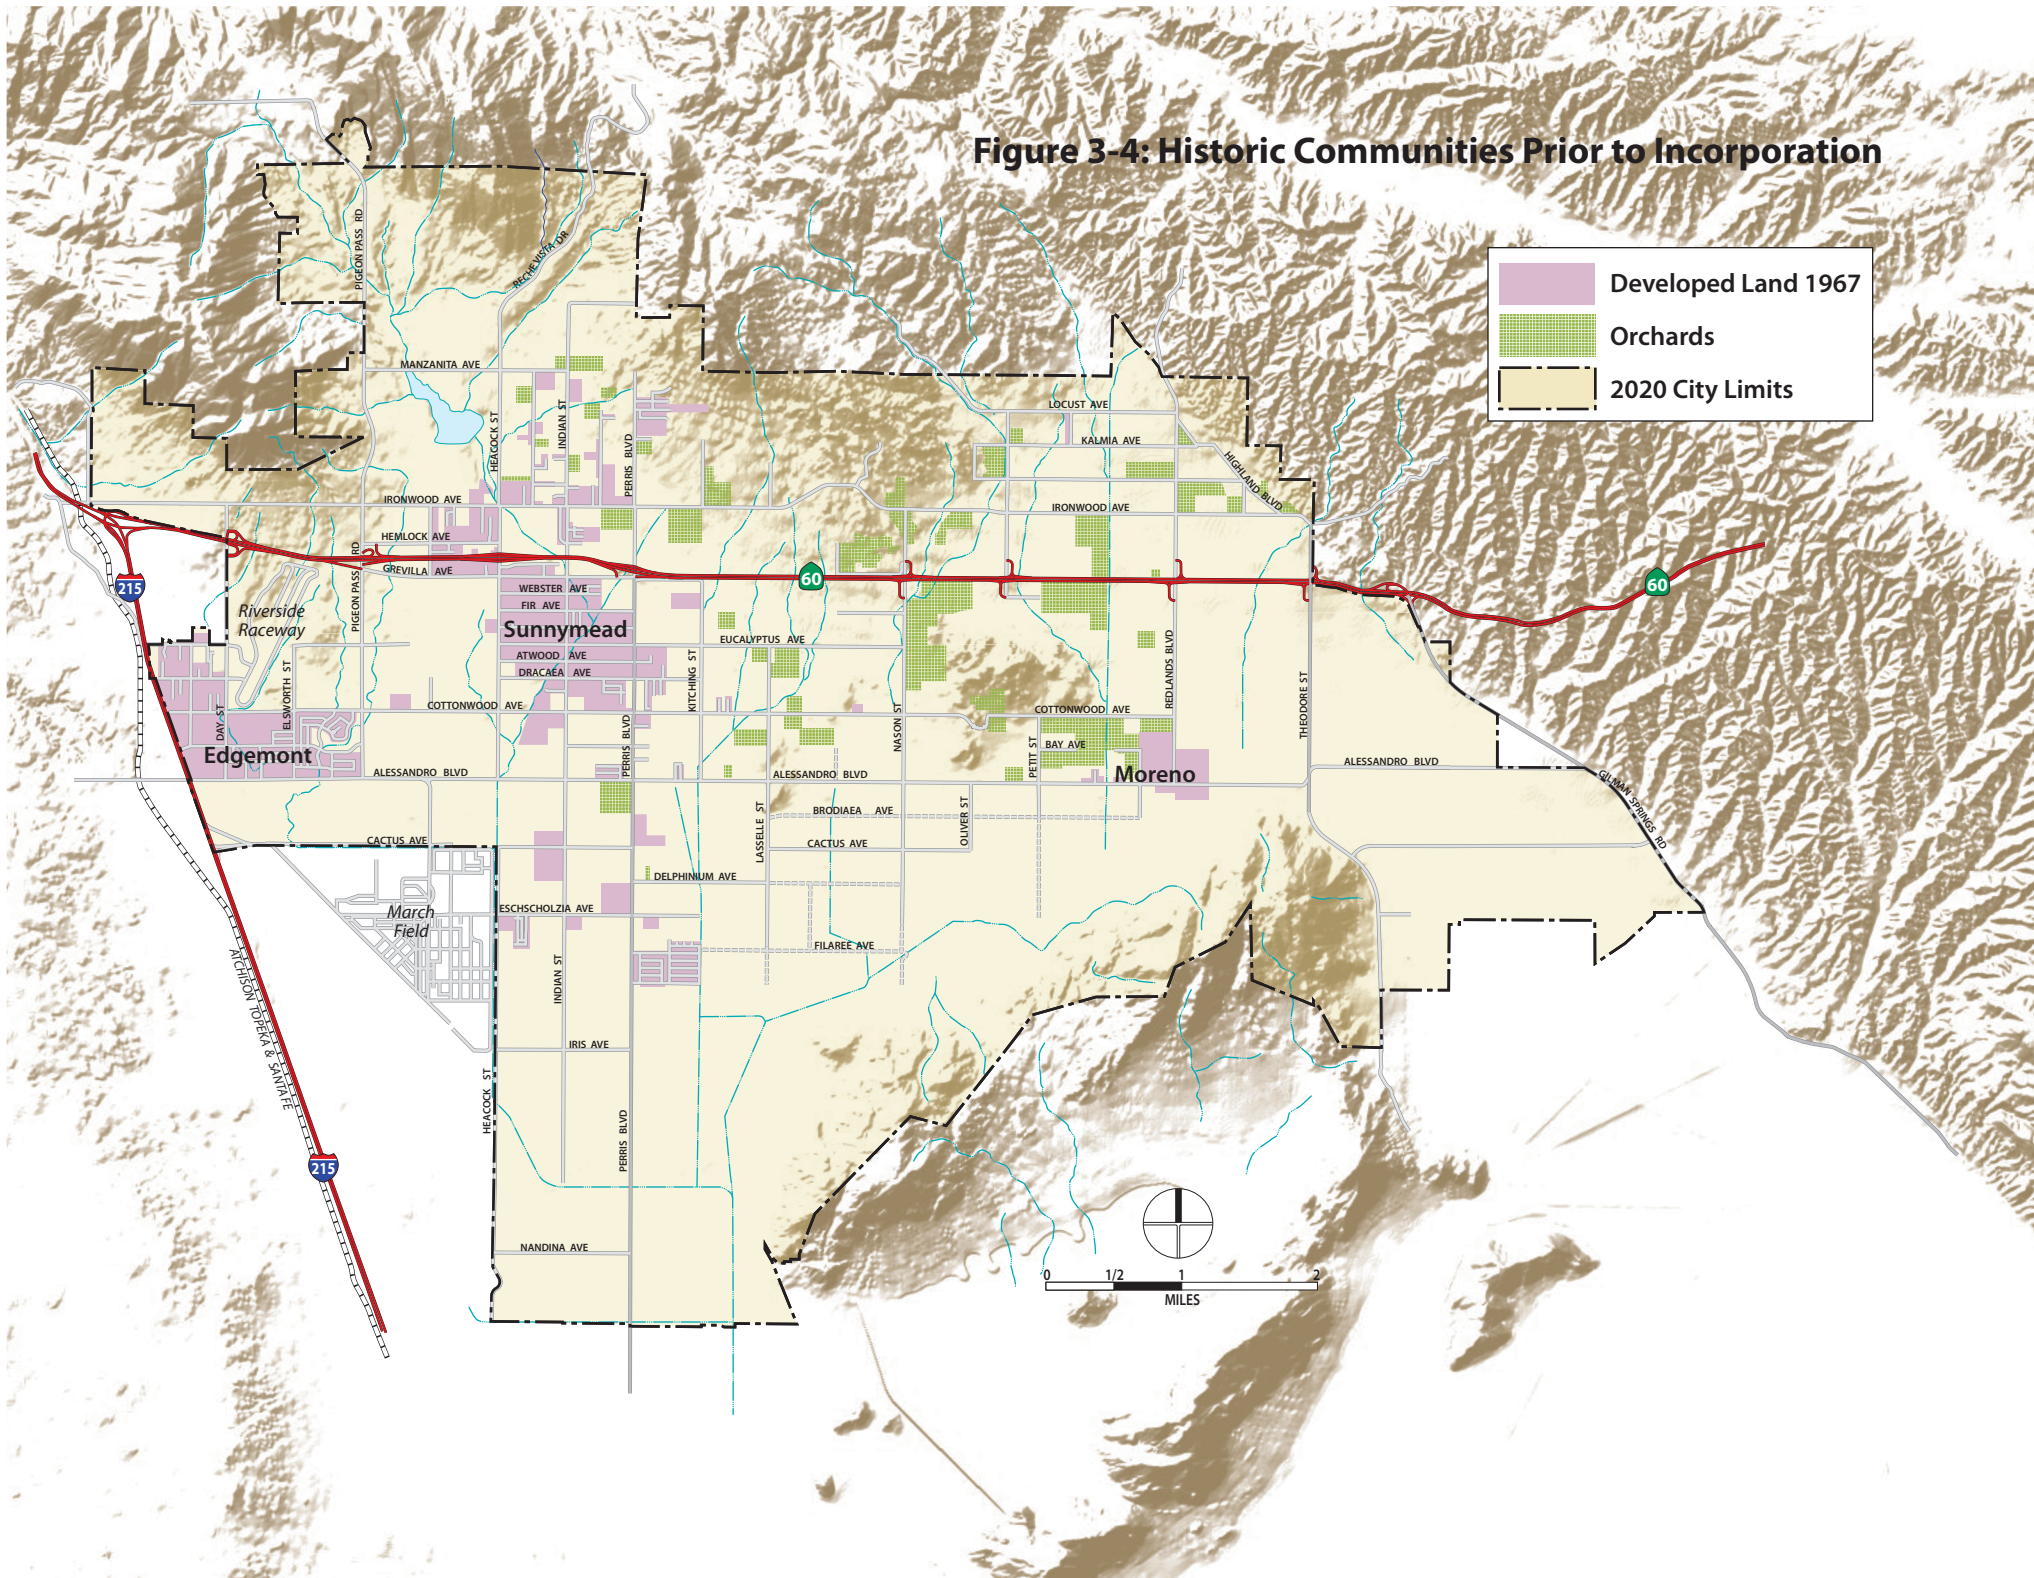 Figure 3-4: Historic Communities Prior to Incorporation
Developed Land 1967
Orchards
2020 City Limits
PIGEON PASS RD
RECHE VISTA DR
MANZANITA AVE
HEACOCK ST
INDIAN ST
PERRIS BLVD
LOCUST AVE
KALMIA AVE
HIGHLAND BLVD
IRONWOOD AVE
IRONWOOD AVE
HEMLOCK AVE
GREVILLA AVE
PIGEON PASS RD
60
60
215
WEBSTER AVE
FIR AVE
Riverside
Raceway
Sunnymead
EUCALYPTUS AVE
ATWOOD AVE
DRACAEA AVE
KITCHING ST
REDLANDS BLVD
THEODORE ST
ELSWORTH ST
DAY ST
COTTONWOOD AVE
COTTONWOOD AVE
NASON ST
PETIT ST
BAY AVE
Edgemont
PERRIS BLVD
Moreno
ALESSANDRO BLVD
ALESSANDRO BLVD
ALESSANDRO BLVD
GILMAN SPRINGS RD
BRODIAEA AVE
LASSELLE ST
OLIVER ST
CACTUS AVE
CACTUS AVE
DELPHINIUM AVE
March
Field
ESCHSCHOLZIA AVE
FILAREE AVE
INDIAN ST
ATCHISON TOPEKA & SANTA FE
IRIS AVE
HEACOCK ST
PERRIS BLVD
215
NANDINA AVE
0 1/2 1 2
MILES